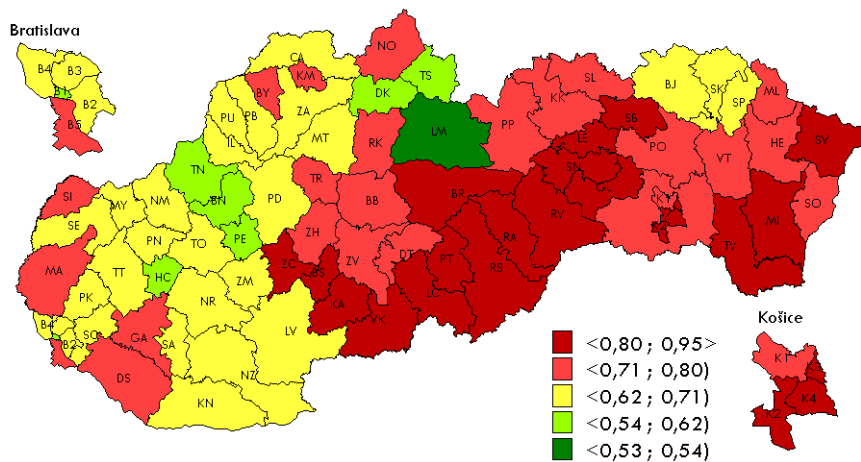 Bratislava
B4
B3
B1
B2
B5
NO
CA
KM
BY
TS
DK
PU
PB
ZA
IL
MT
RK
LM
PP
KK
SL
BJ
SK
SP
ML
SB
LE
PO
VT
HE
SV
SN
GL
SO
MI
TV
TN
BN
PD
TR
BB
BR
RV
SI
MY
NM
SE
PN
TO
PE
ZH
ZV
DT
PT
RA
RS
MA
TT
HC
ZC
BS
ZM
KA
VK
LC
PK
NR
LV
B4
B2
SC
GA
SA
NZ
DS
KN
Košice
K1
K3
K4
K2
<0,80 ; 0,95>
<0,71 ; 0,80)
<0,62 ; 0,71)
<0,54 ; 0,62)
<0,53 ; 0,54)